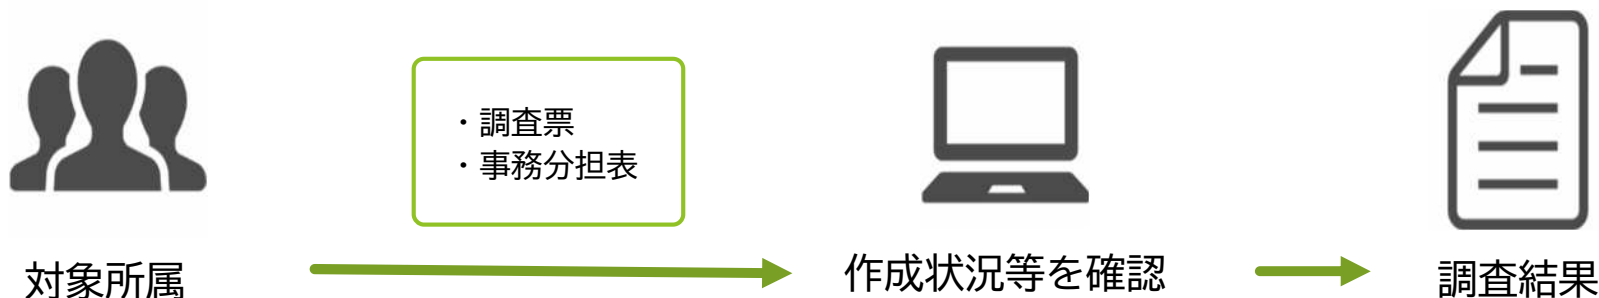 ・調査票
・事務分担表
対象所属
作成状況等を確認
調査結果